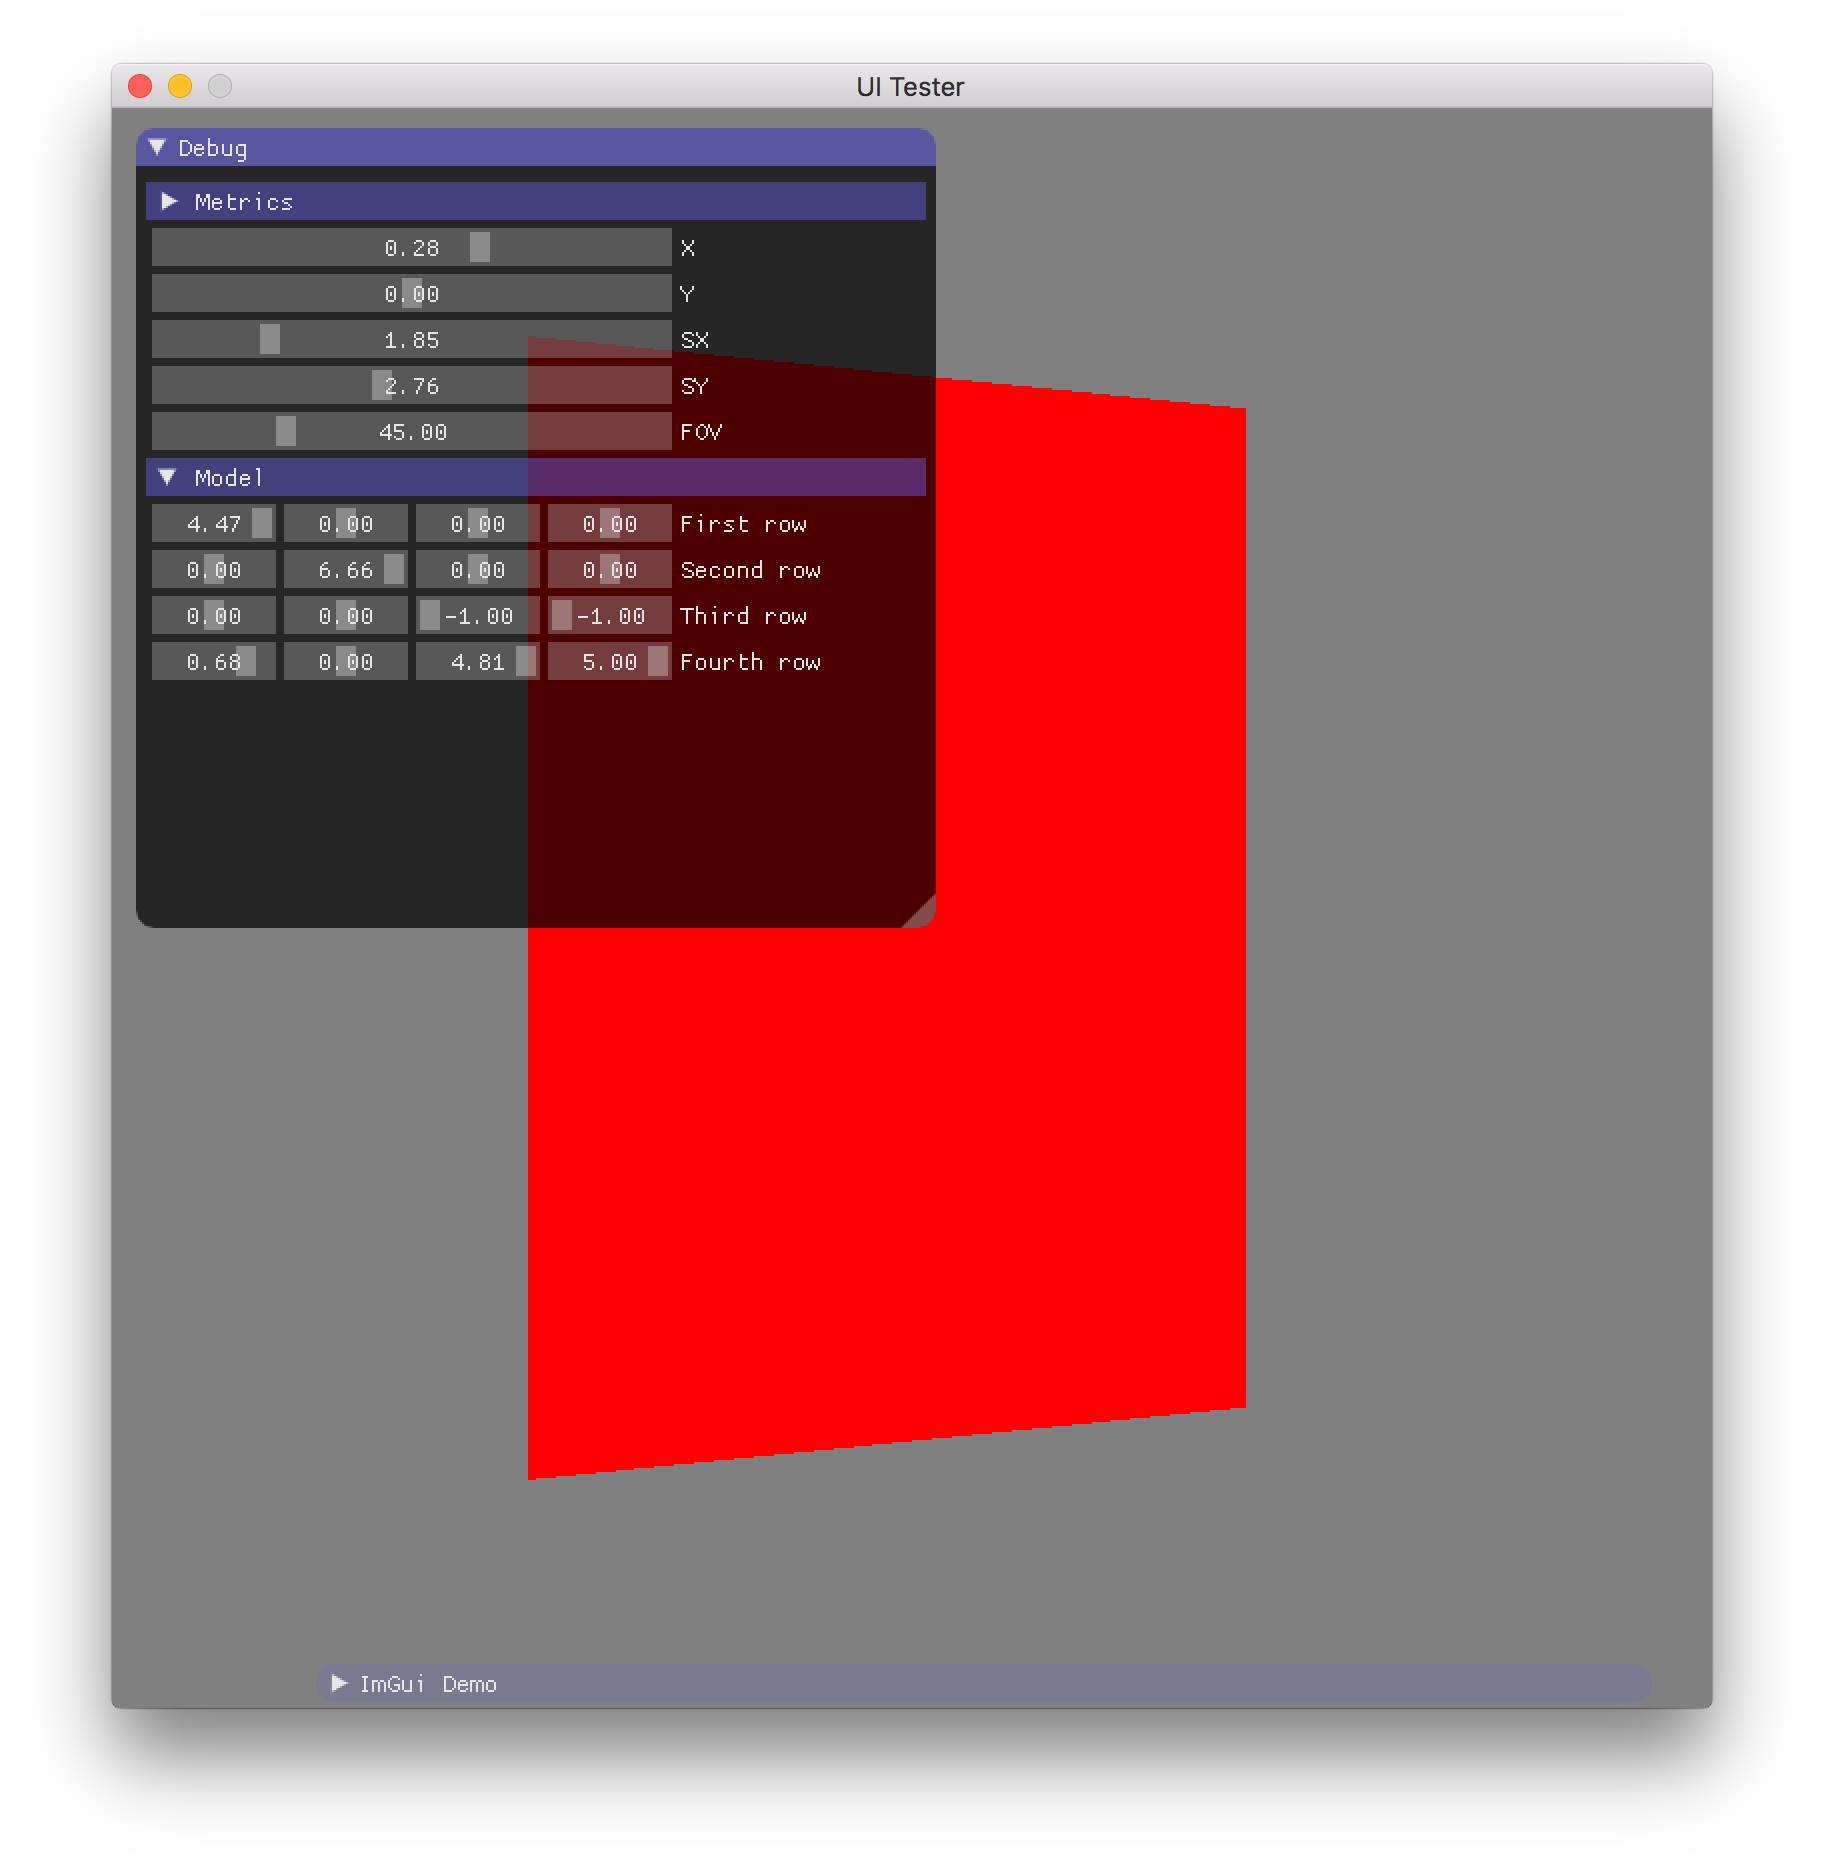 UI Tester
Debug
Metrics
0.28 X
0.00 Y
1.85 SX
2.76 SY
45.00 FOV
Model
4.47 0.00 0.00 0.00 First row
0.00 6.66 0.00 0.00 Second row
0.00 0.00 -1.00 -1.00 Third row
0.68 0.00 4.81 5.00 Fourth row
ImGui Demo